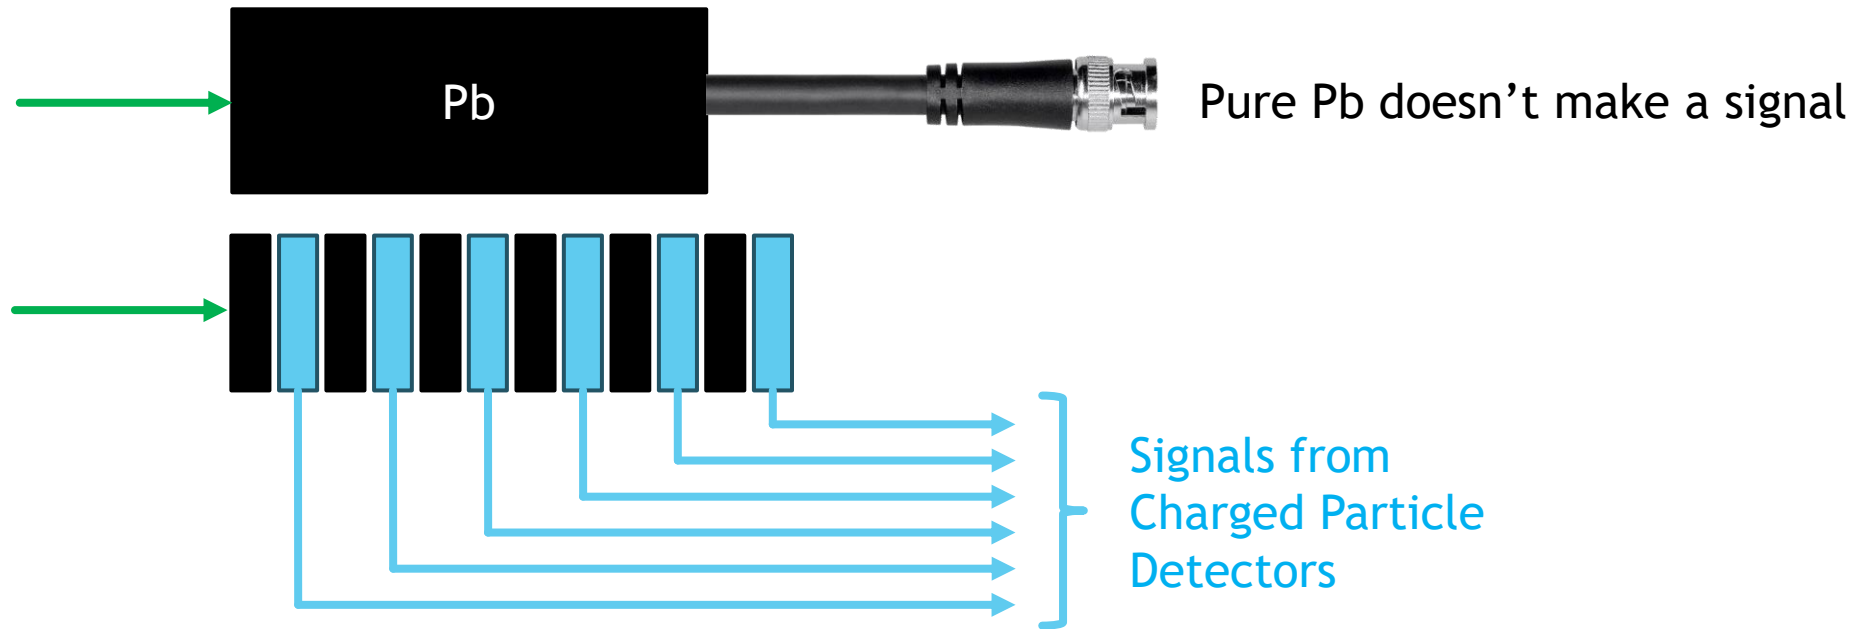 Pb
Pure Pb doesn’t make a signal
Signals from
Charged Particle
Detectors